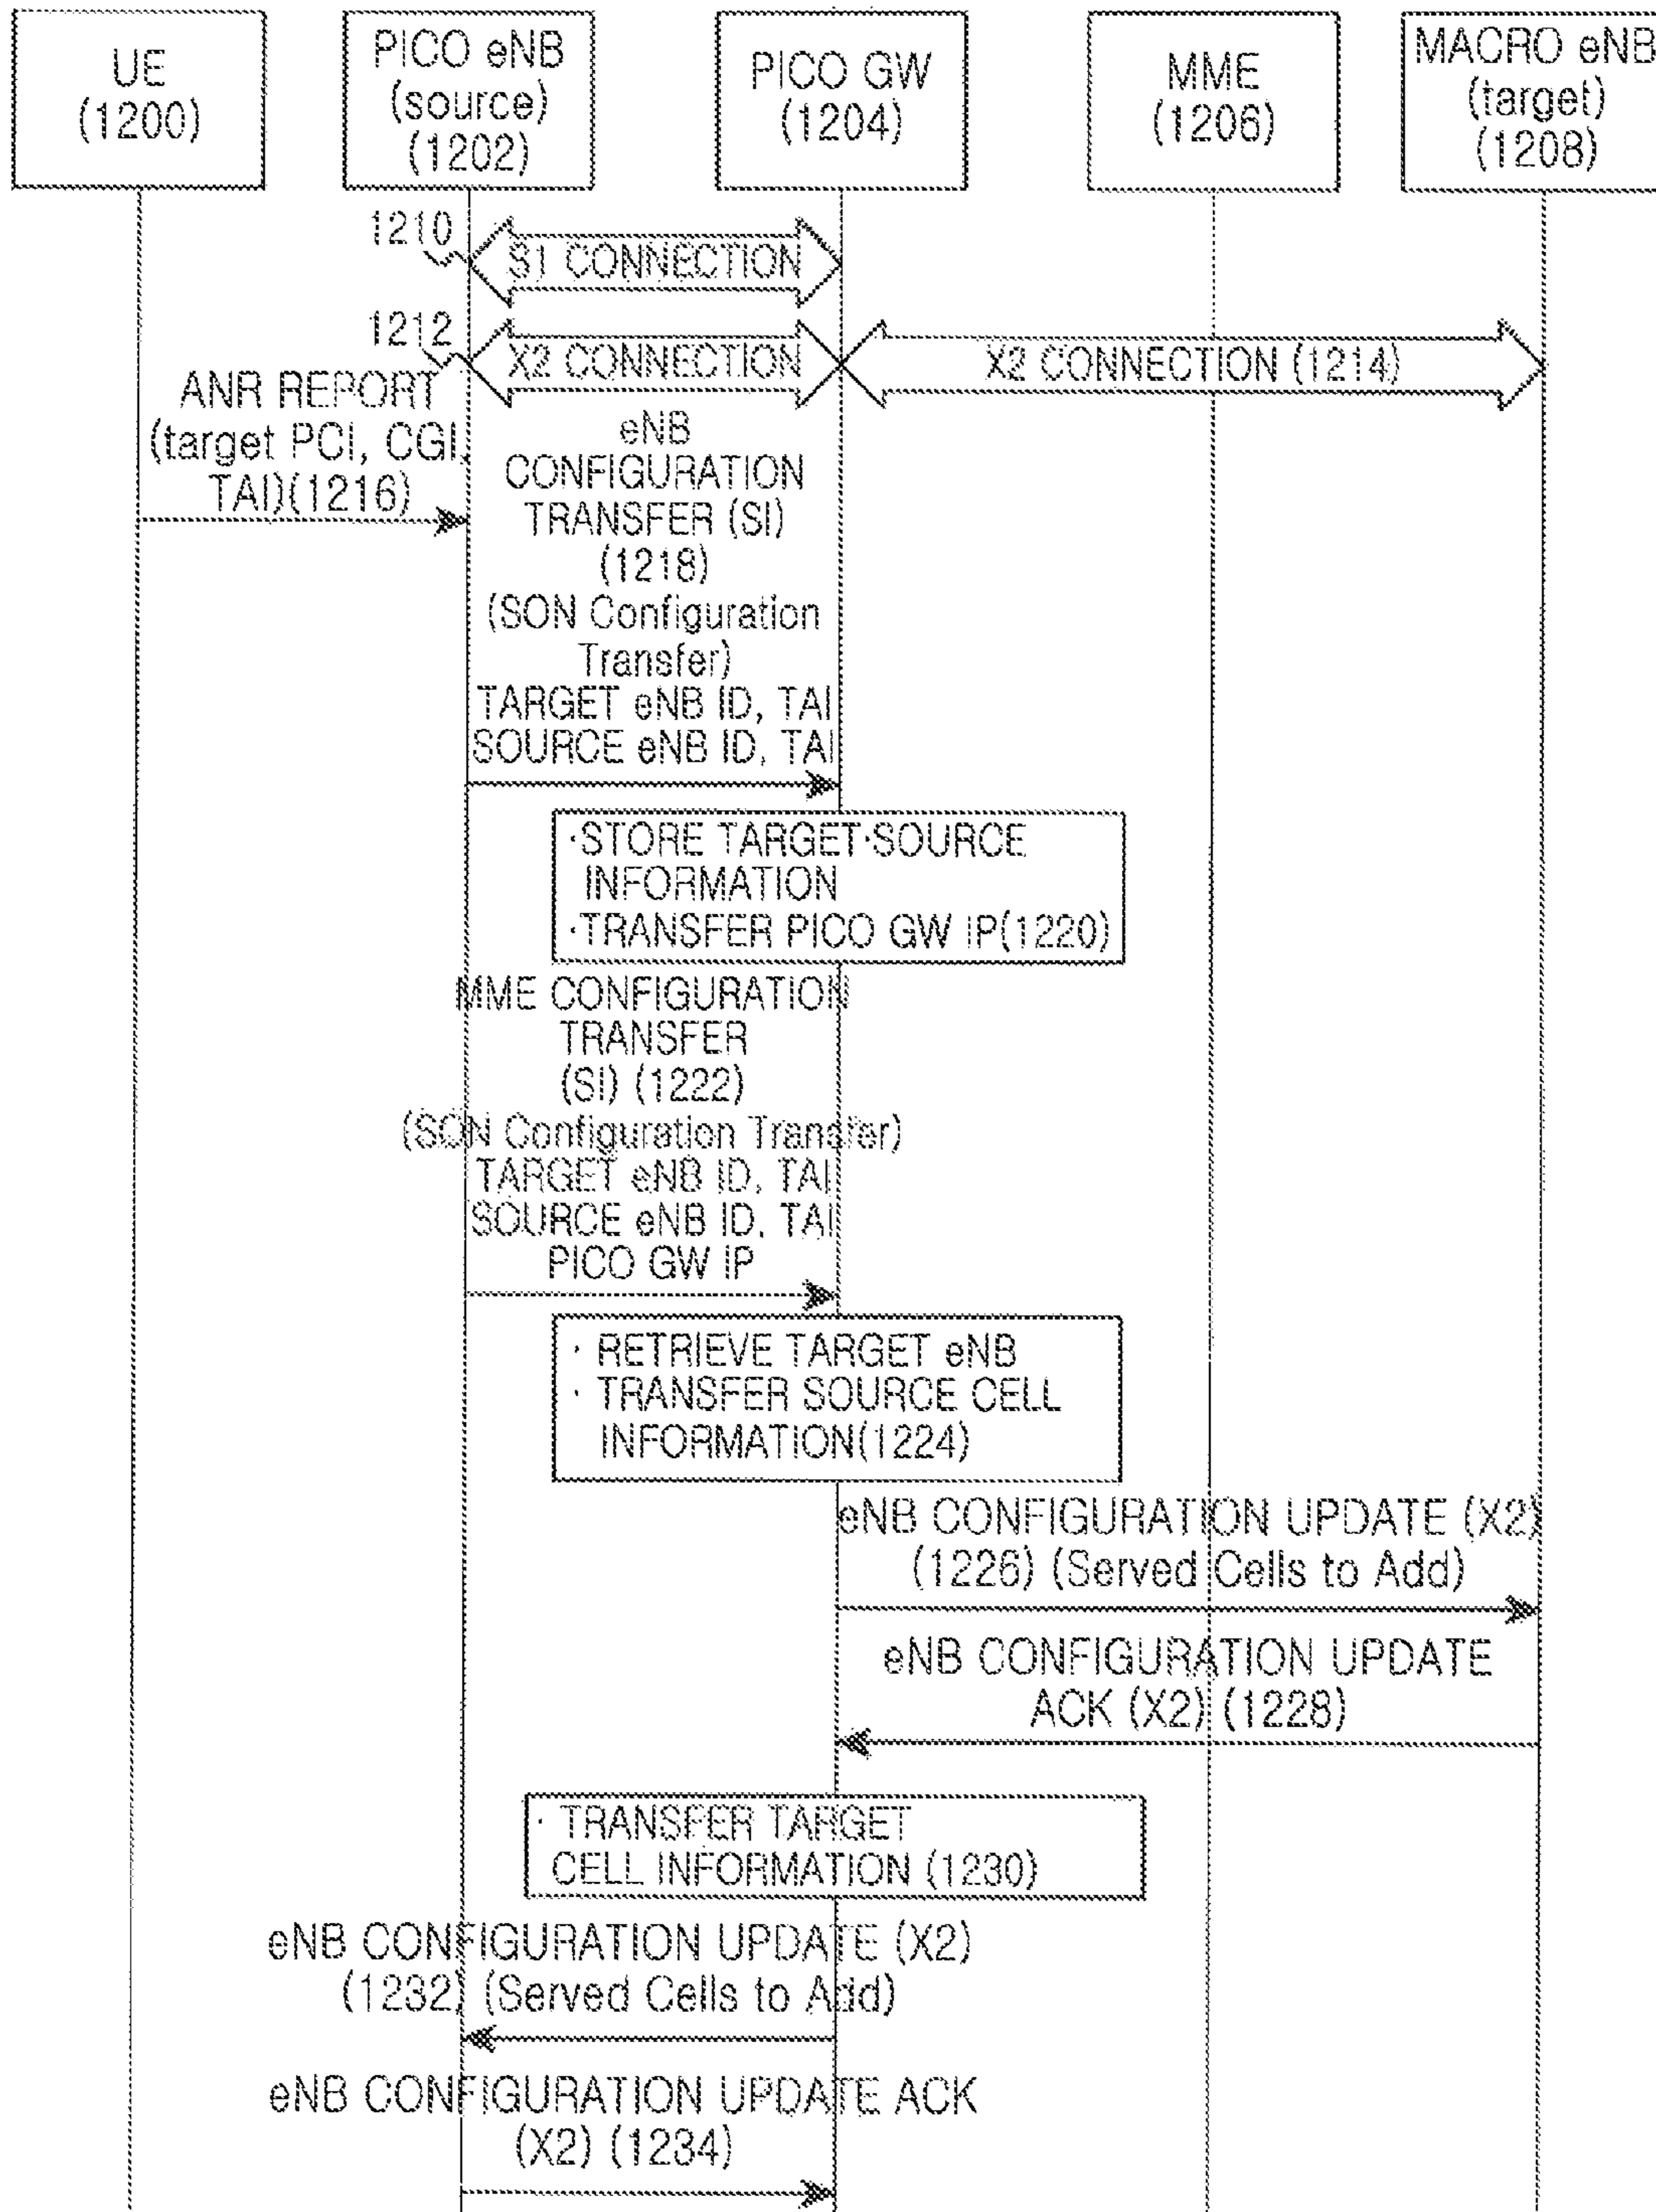 UE
(1200)
PICO eNB
(source)
(1202)
PICO GW
(1204)
MME
(1206)
MACRO eNB
(target)
(1208)
1210
S1 CONNECTION
1212
X2 CONNECTION
X2 CONNECTION (1214)
ANR REPORT
(target PCI, CGI,
TAI)(1216)
eNB
CONFIGURATION
TRANSFER (SI)
(1218)
(SON Configuration
Transfer)
TARGET eNB ID, TAI
SOURCE eNB ID, TAI
·STORE TARGET·SOURCE
INFORMATION
·TRANSFER PICO GW IP(1220)
MME CONFIGURATION
TRANSFER
(SI) (1222)
(SON Configuration Transfer)
TARGET eNB ID, TAI
SOURCE eNB ID, TAI
PICO GW IP
· RETRIEVE TARGET eNB
· TRANSFER SOURCE CELL
INFORMATION(1224)
eNB CONFIGURATION UPDATE (X2)
(1226) (Served Cells to Add)
eNB CONFIGURATION UPDATE
ACK (X2) (1228)
· TRANSFER TARGET
CELL INFORMATION (1230)
eNB CONFIGURATION UPDATE (X2)
(1232) (Served Cells to Add)
eNB CONFIGURATION UPDATE ACK
(X2) (1234)